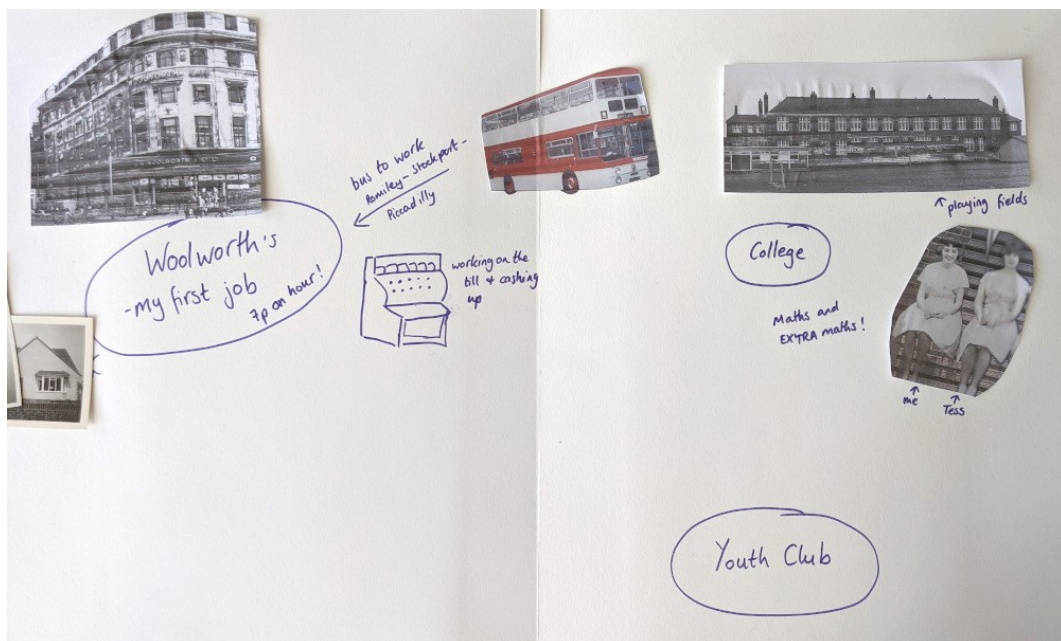 Woolworth's
- my first job
7p an hour!
bus to work
Romiley - Stockport -
Piccadilly
working on the
till & cashing
up
↑ playing fields
College
Maths and
EXTRA maths!
↑
me
↑
Tess
Youth Club